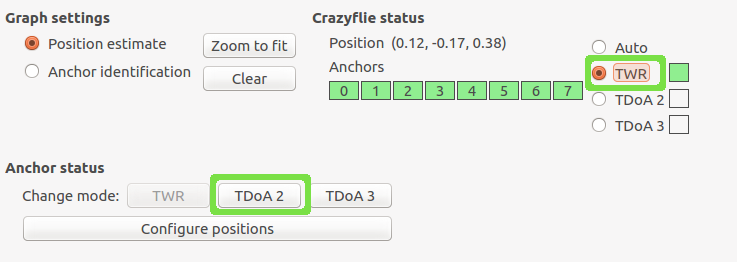 Graph settings
Position estimate
Zoom to fit
Anchor identification
Clear
Crazyflie status
Position (0.12, -0.17, 0.38)
Anchors
0 1 2 3 4 5 6 7
Auto
TWR
TDoA 2
TDoA 3
Anchor status
Change mode: TWR TDoA 2 TDoA 3
Configure positions